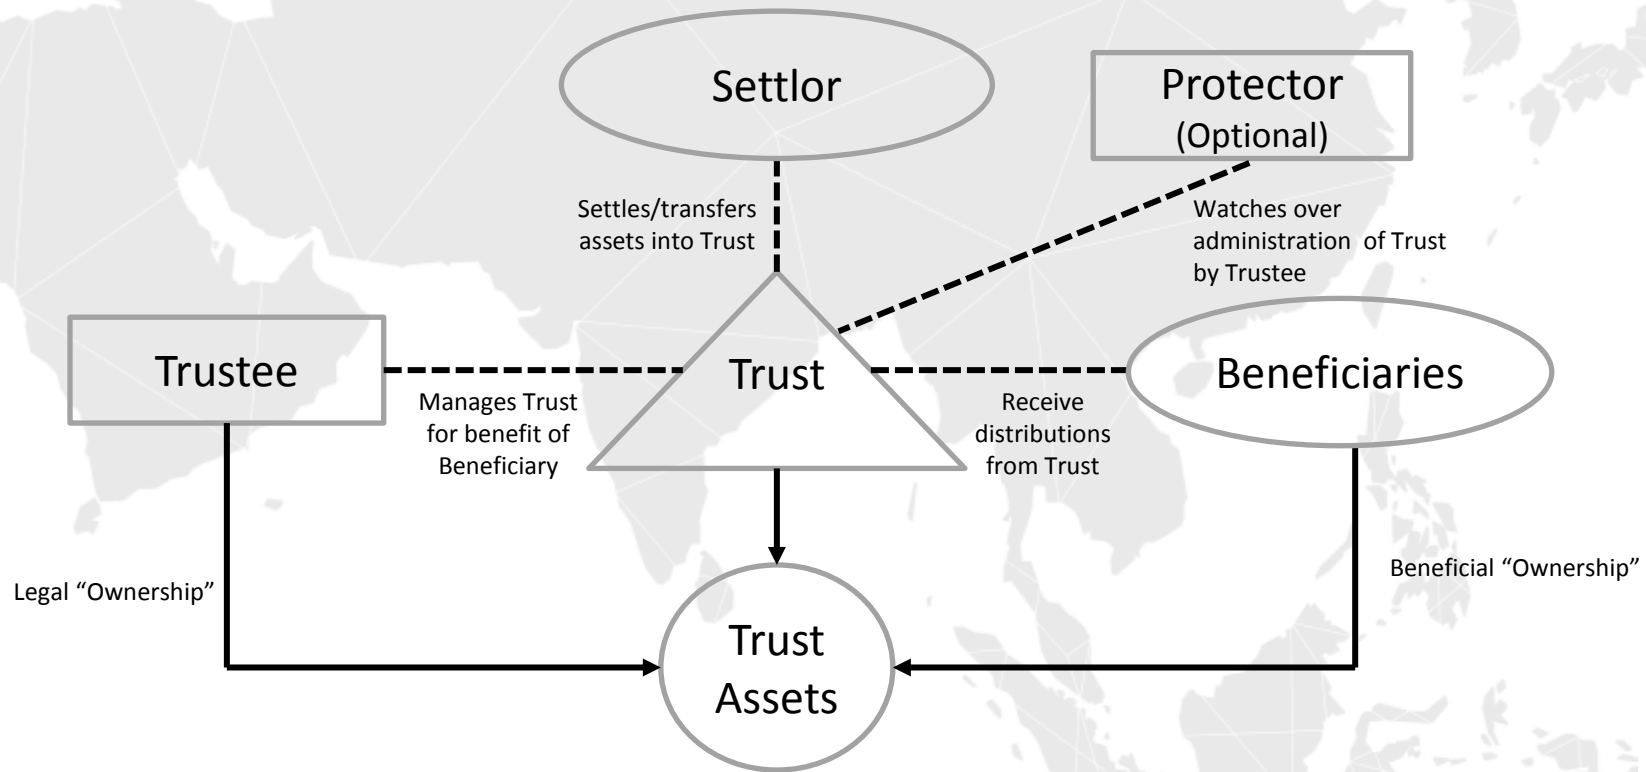 Settlor
Protector
(Optional)
Settles/transfers
assets into Trust
Watches over
administration of Trust
by Trustee
Trustee
Trust
Beneficiaries
Manages Trust
for benefit of
Beneficiary
Receive
distributions
from Trust
Legal “Ownership”
Beneficial “Ownership”
Trust
Assets